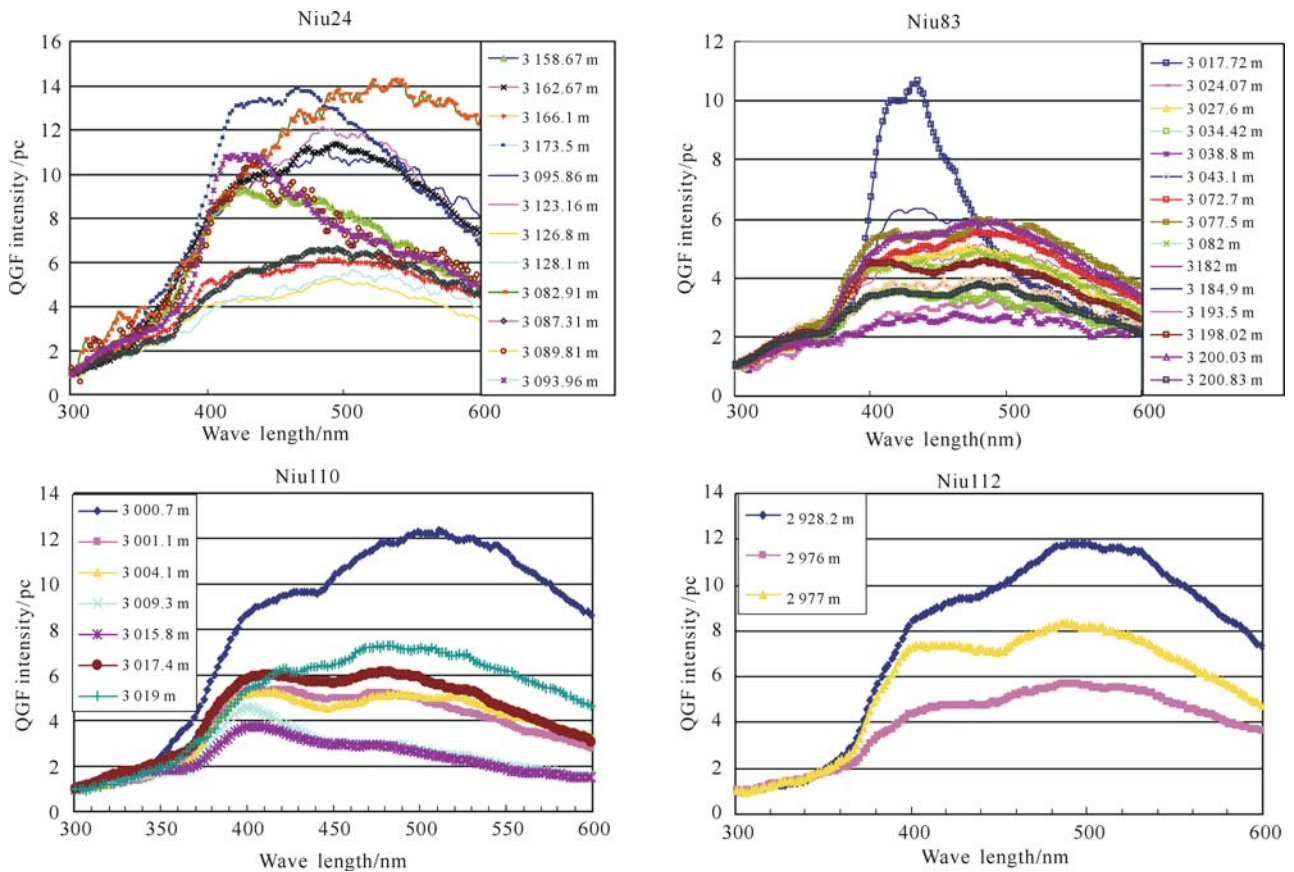 Niu24
QGF intensity/pc
16
14
12
10
8
6
4
2
0
300
400
500
600
Wave length/nm
3 158.67 m
3 162.67 m
3 166.1 m
3 173.5 m
3 095.86 m
3 123.16 m
3 126.8 m
3 128.1 m
3 082.91 m
3 087.31 m
3 089.81 m
3 093.96 m
Niu83
QGF intensity/pc
12
10
8
6
4
2
0
300
400
500
600
Wave length(nm)
3 017.72 m
3 024.07 m
3 027.6 m
3 034.42 m
3 038.8 m
3 043.1 m
3 072.7 m
3 077.5 m
3 082 m
3182 m
3 184.9 m
3 193.5 m
3 198.02 m
3 200.03 m
3 200.83 m
Niu110
QGF intensity/pc
14
12
10
8
6
4
2
0
300
350
400
450
500
550
600
Wave length/nm
3 000.7 m
3 001.1 m
3 004.1 m
3 009.3 m
3 015.8 m
3 017.4 m
3 019 m
Niu112
QGF intensity/pc
14
12
10
8
6
4
2
0
300
400
500
600
Wave length/nm
2 928.2 m
2 976 m
2 977 m